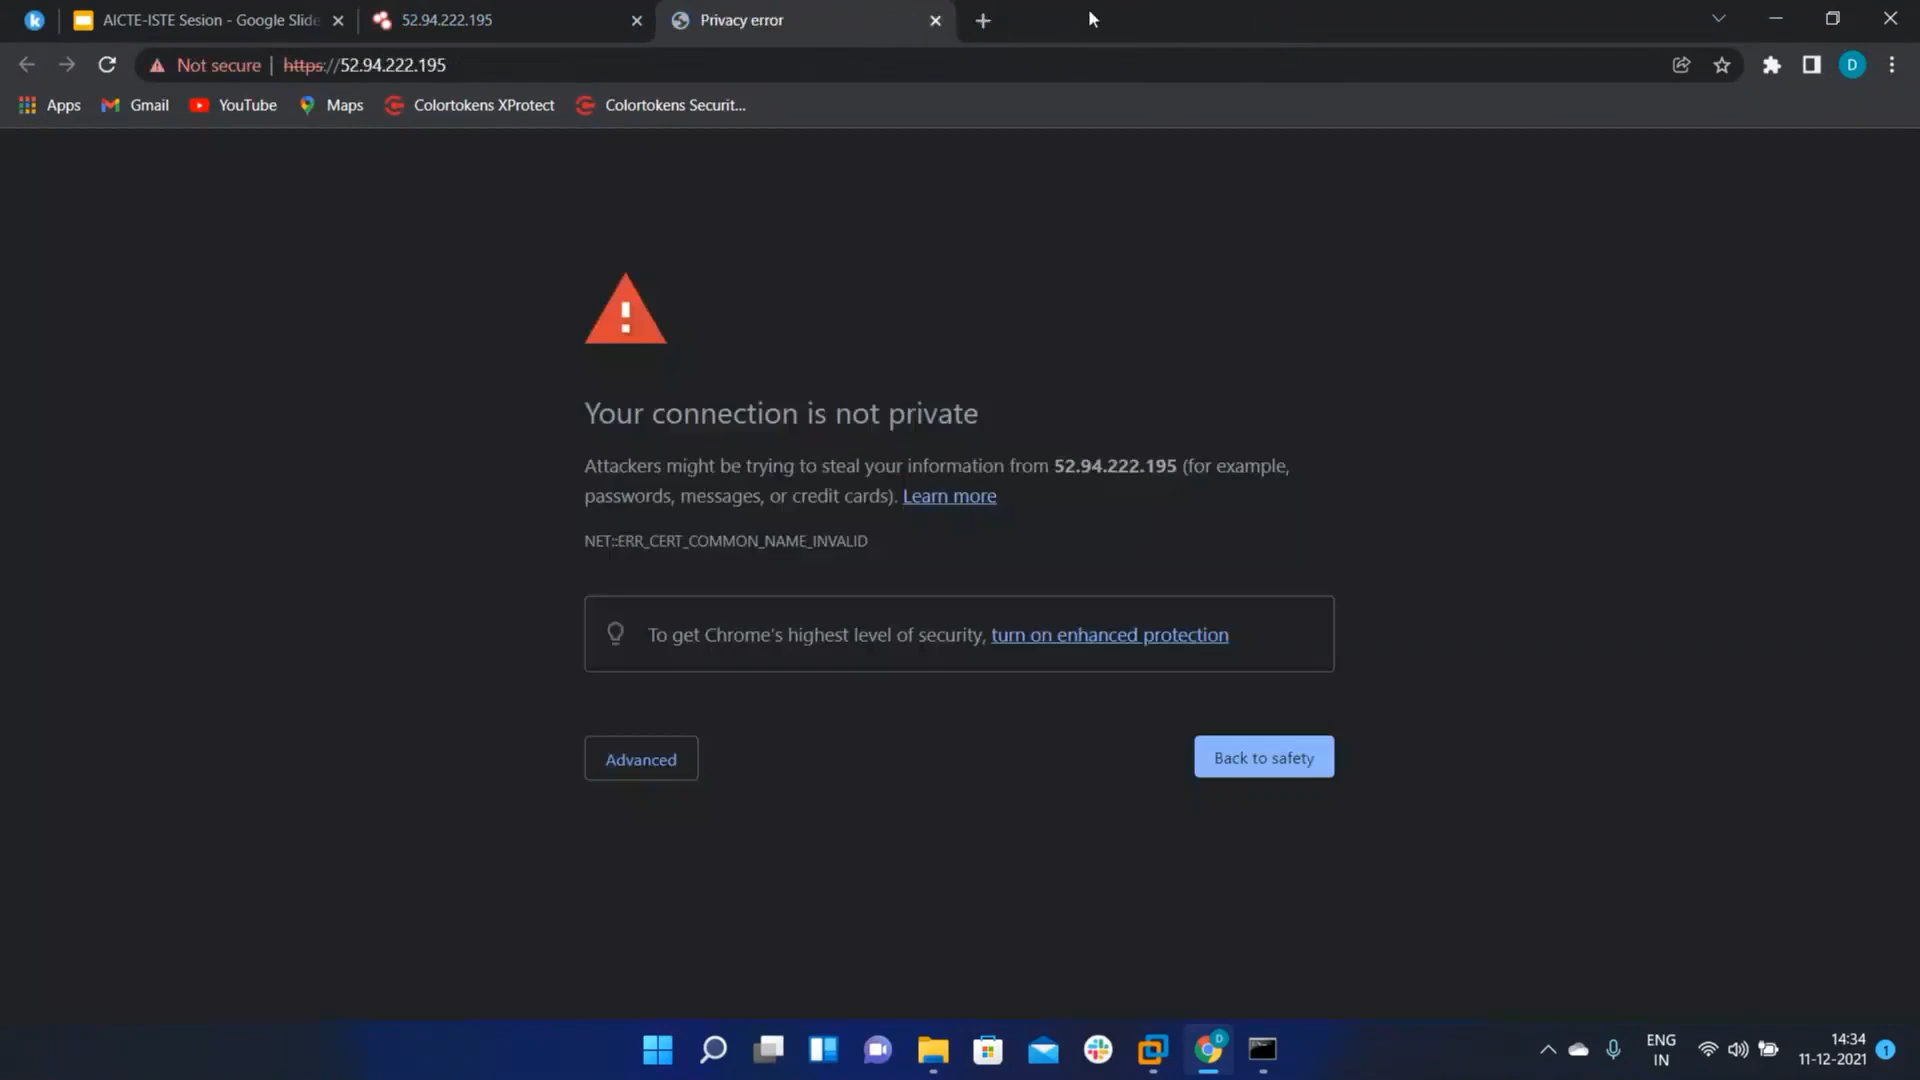 AICTE-ISTE Sesion - Google Slide
52.94.222.195
Privacy error
Not secure | https://52.94.222.195
D
Apps
Gmail
YouTube
Maps
Colortokens XProtect
Colortokens Securit...
Your connection is not private
Attackers might be trying to steal your information from 52.94.222.195 (for example,
passwords, messages, or credit cards). Learn more
NET::ERR_CERT_COMMON_NAME_INVALID
To get Chrome's highest level of security, turn on enhanced protection
Advanced
Back to safety
D
ENG
IN
14:34
11-12-2021
1